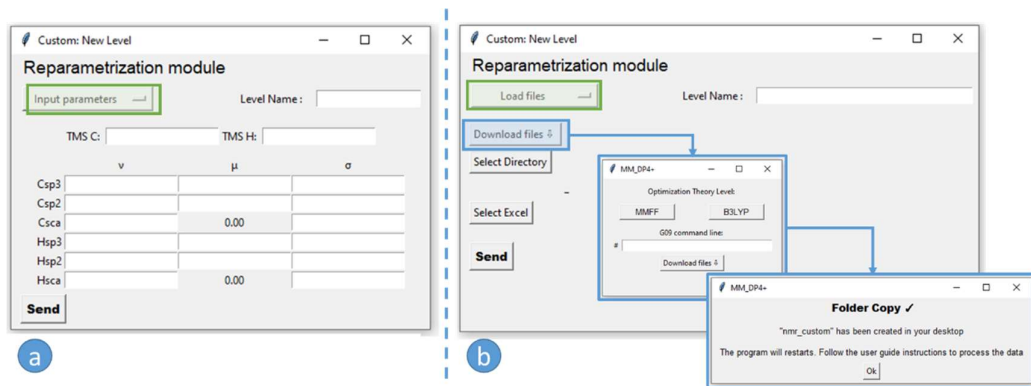 Custom: New Level
Reparametrization module
Input parameters
Level Name :
TMS C:
TMS H:
ν μ σ
Csp3
Csp2
Csca 0.00
Hsp3
Hsp2
Hsca 0.00
Send
a
Custom: New Level
Reparametrization module
Load files
Level Name :
Download files ⇩
Select Directory
-
Select Excel
Send
MM_DP4+
Optimization Theory Level:
MMFF B3LYP
G09 command line:
#
Download files ⇩
MM_DP4+
Folder Copy ✓
"nmr_custom" has been created in your desktop
The program will restarts. Follow the user guide instructions to process the data
Ok
b